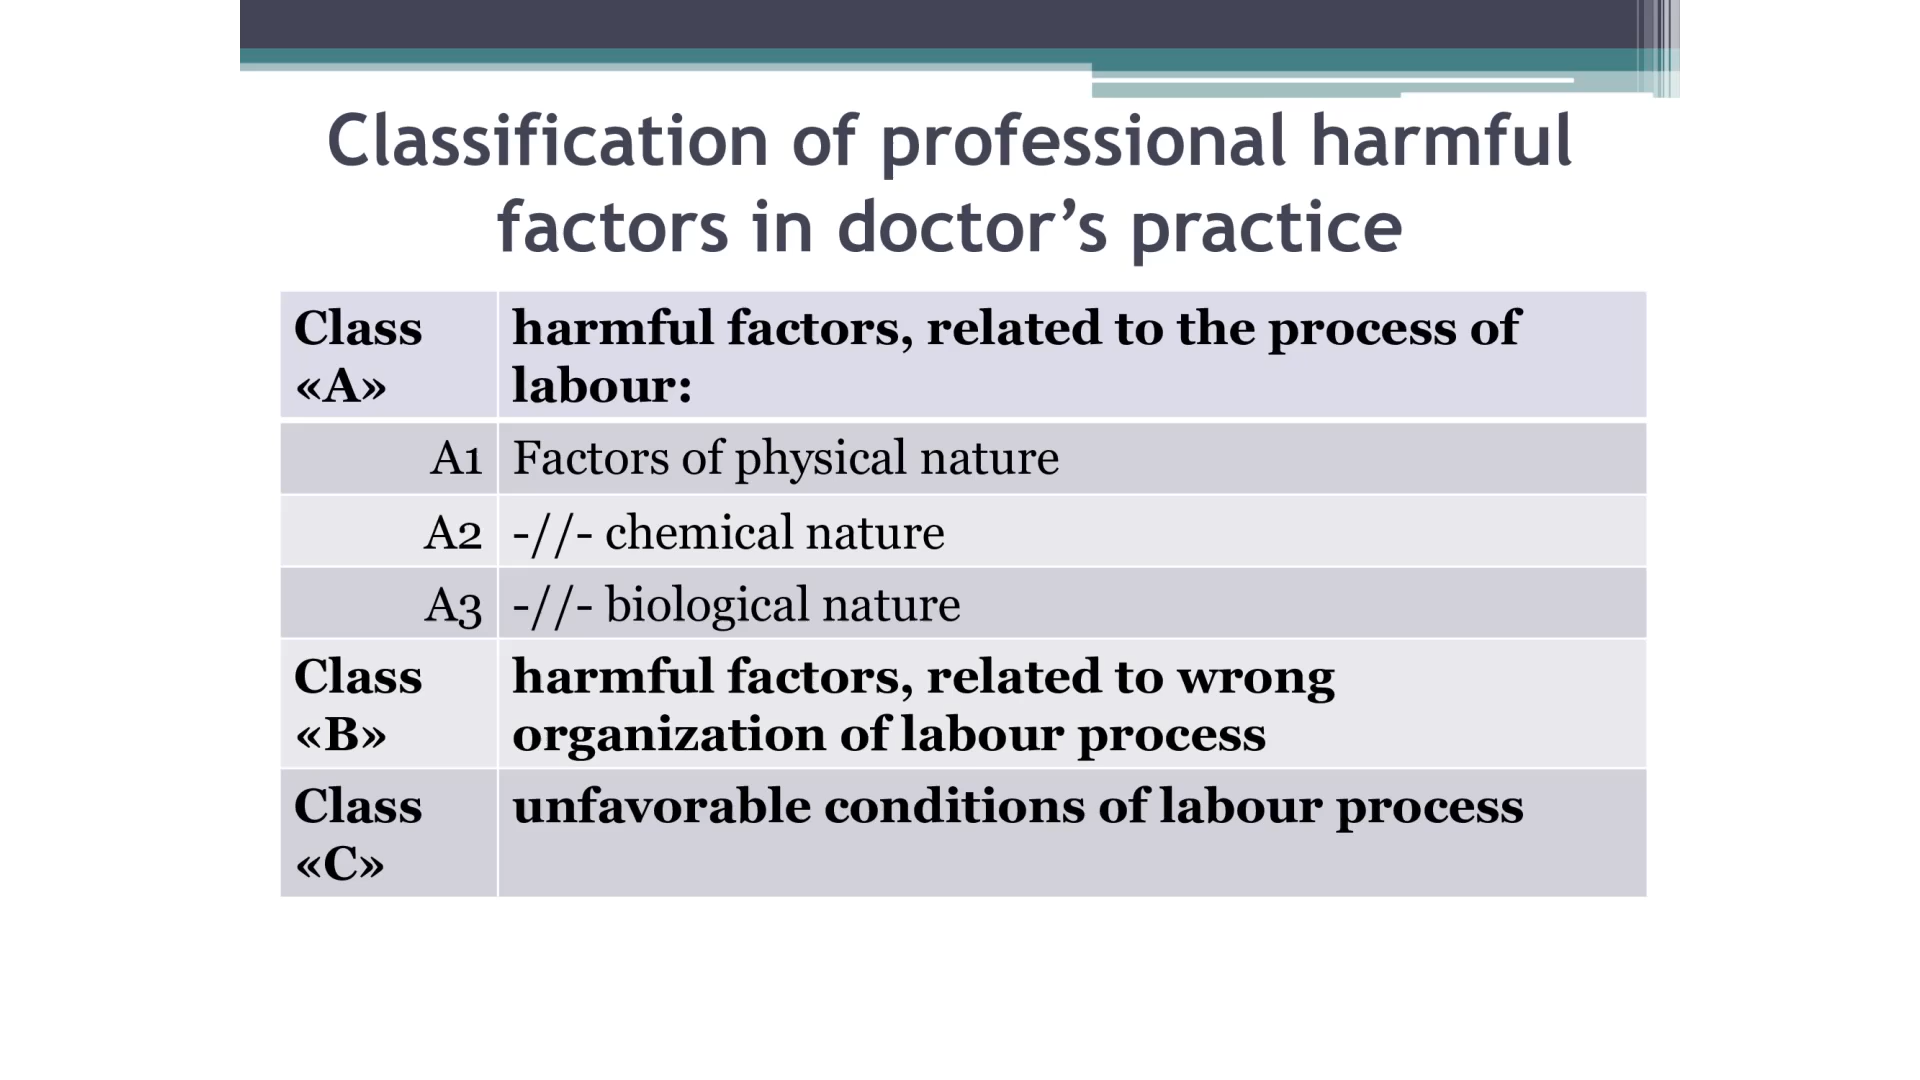 Classification of professional harmful
factors in doctor’s practice
Class
«A»
harmful factors, related to the process of
labour:
A1 Factors of physical nature
A2 -//- chemical nature
A3 -//- biological nature
Class
«B»
harmful factors, related to wrong
organization of labour process
Class
«C»
unfavorable conditions of labour process